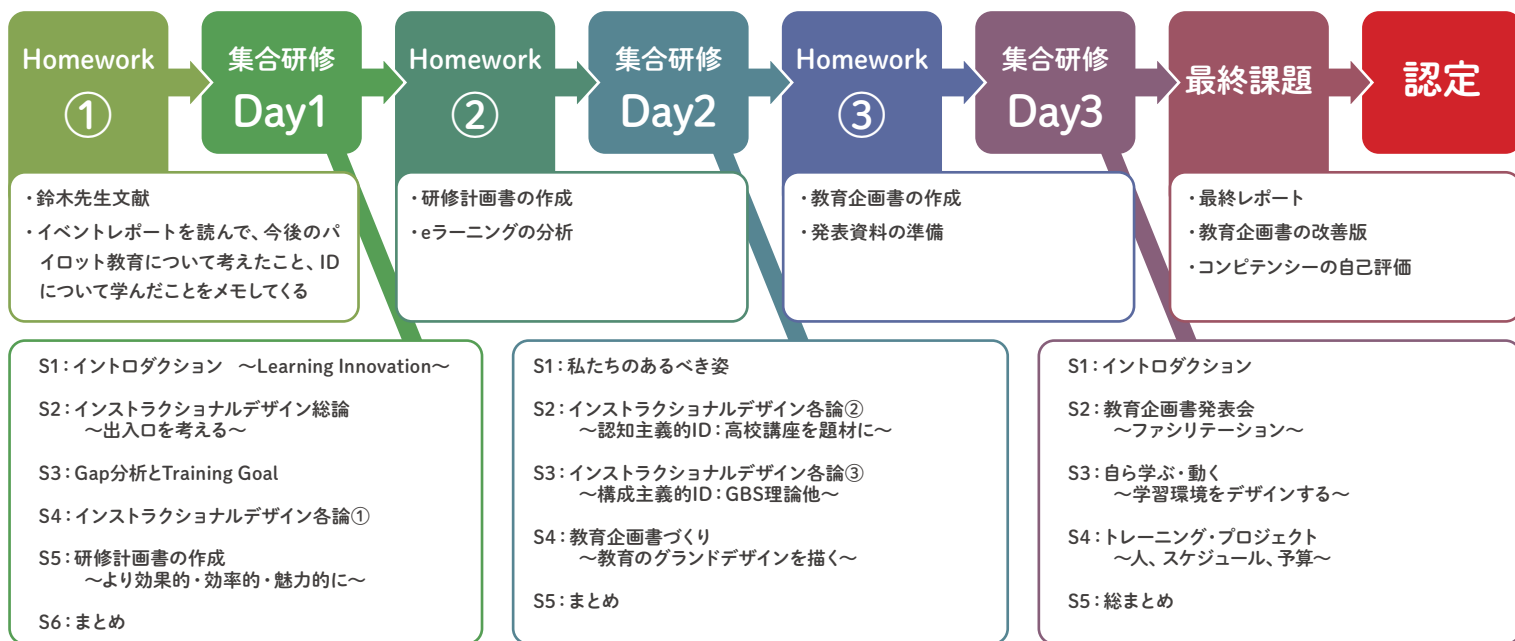 Homework
①
集合研修
Day1
Homework
②
集合研修
Day2
Homework
③
集合研修
Day3
最終課題
認定
・鈴木先生文献
・イベントレポートを読んで、今後のパ
イロット教育について考えたこと、ID
について学んだことをメモしてくる
・研修計画書の作成
・eラーニングの分析
・教育企画書の作成
・発表資料の準備
・最終レポート
・教育企画書の改善版
・コンピテンシーの自己評価
S1：イントロダクション　～Learning Innovation～
S2：インストラクショナルデザイン総論
～出入口を考える～
S3：Gap分析とTraining Goal
S4：インストラクショナルデザイン各論①
S5：研修計画書の作成
～より効果的・効率的・魅力的に～
S6：まとめ
S1：私たちのあるべき姿
S2：インストラクショナルデザイン各論②
～認知主義的ID：高校講座を題材に～
S3：インストラクショナルデザイン各論③
～構成主義的ID：GBS理論他～
S4：教育企画書づくり
～教育のグランドデザインを描く～
S5：まとめ
S1：イントロダクション
S2：教育企画書発表会
～ファシリテーション～
S3：自ら学ぶ・動く
～学習環境をデザインする～
S4：トレーニング・プロジェクト
～人、スケジュール、予算～
S5：総まとめ